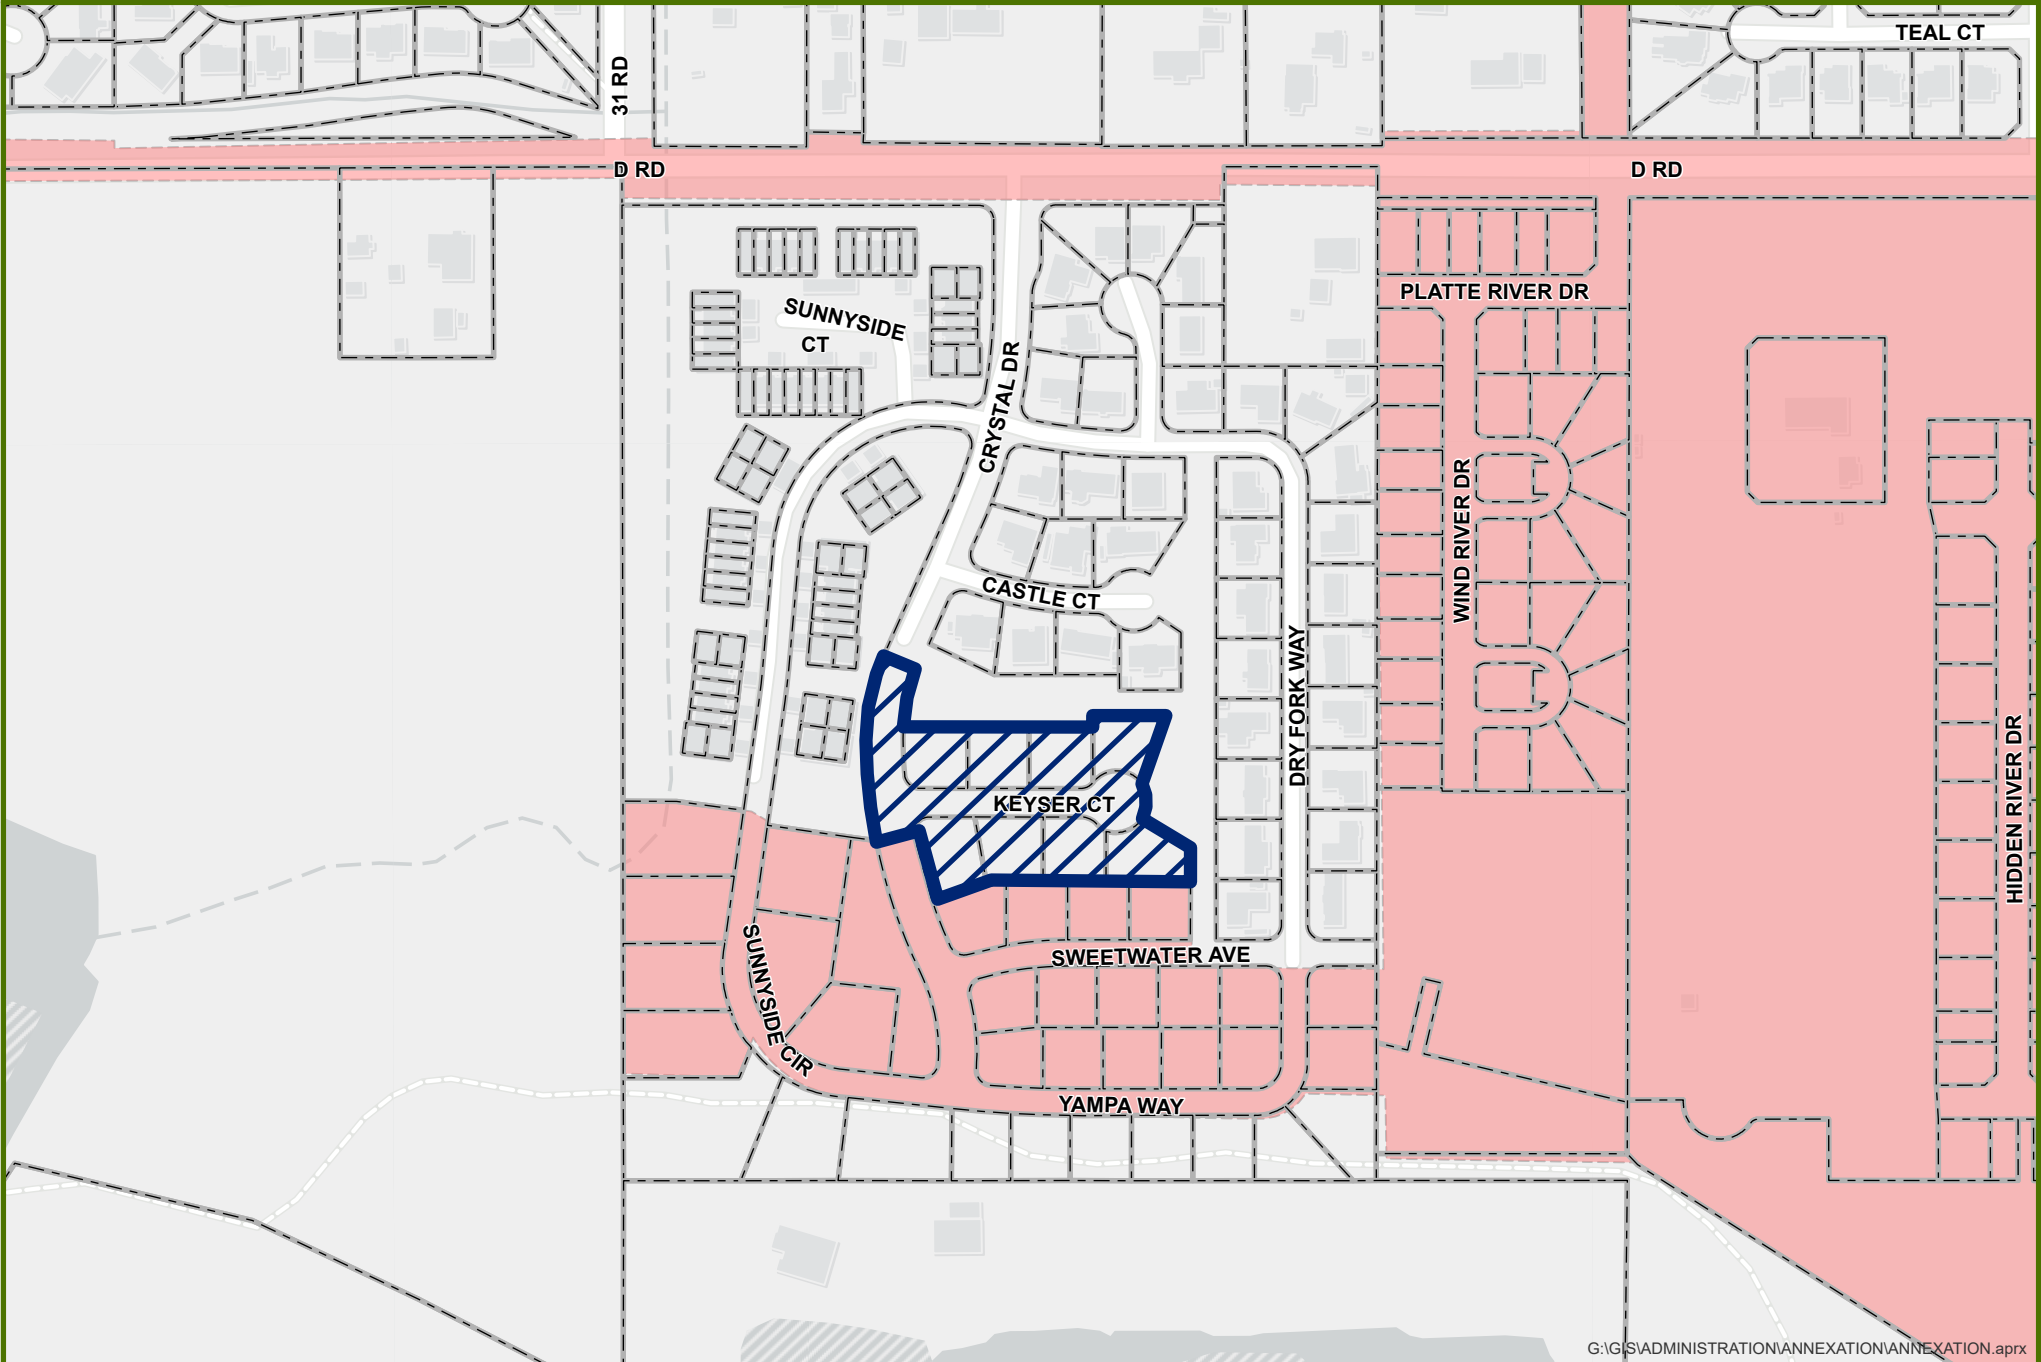 TEAL CT
31 RD
D RD
D RD
PLATTE RIVER DR
SUNNYSIDE
CT
CRYSTAL DR
WIND RIVER DR
CASTLE CT
DRY FORK WAY
KEYSER CT
HIDDEN RIVER DR
SWEETWATER AVE
SUNNYSIDE CIR
YAMPA WAY
G:\GIS\ADMINISTRATION\ANNEXATION\ANNEXATION.aprx